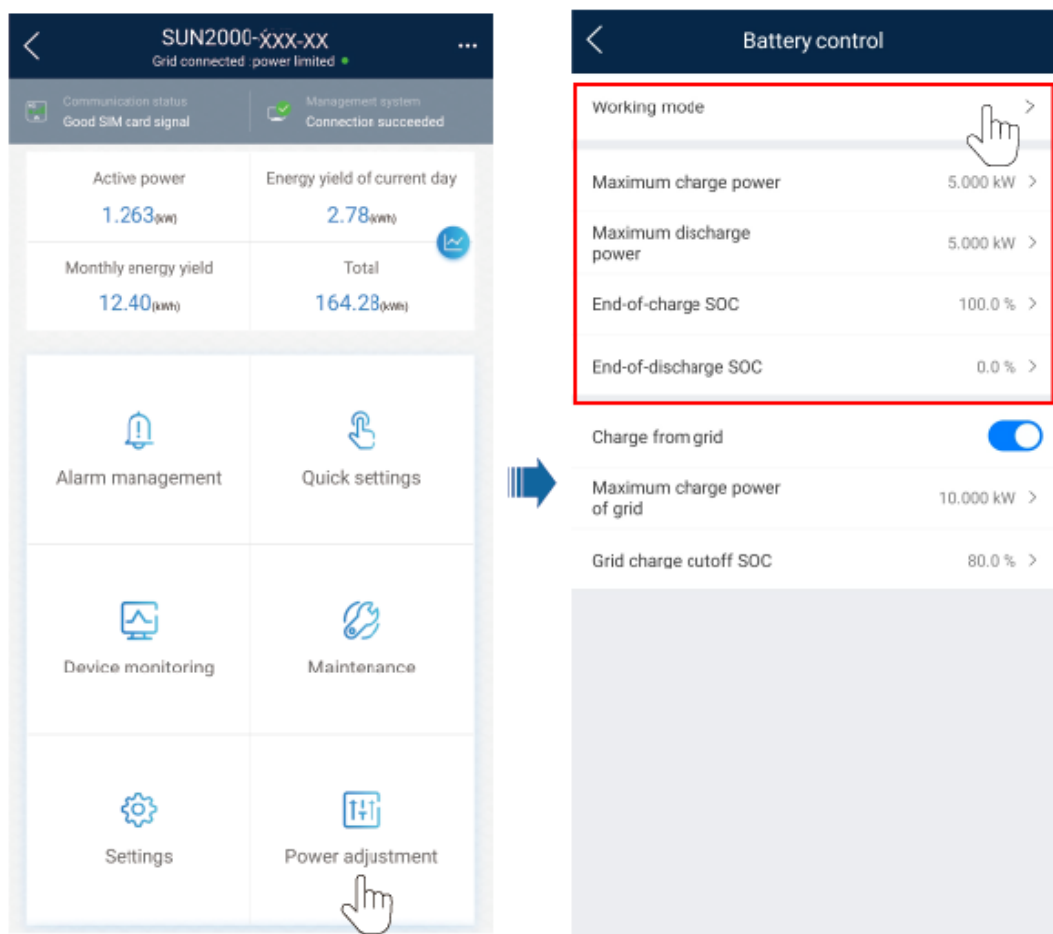 SUN2000-XXX-XX
...
Grid connected :power limited
Communication status
Good SIM card signal
Management system
Connection succeeded
Active power
1.263(kW)
Energy yield of current day
2.78(kWh)
Monthly energy yield
12.40(kWh)
Total
164.28(kWh)
Alarm management
Quick settings
Device monitoring
Maintenance
Settings
Power adjustment
Battery control
Working mode
Maximum charge power
5.000 kW
Maximum discharge
power
5.000 kW
End-of-charge SOC
100.0 %
End-of-discharge SOC
0.0 %
Charge from grid
Maximum charge power
of grid
10.000 kW
Grid charge cutoff SOC
80.0 %